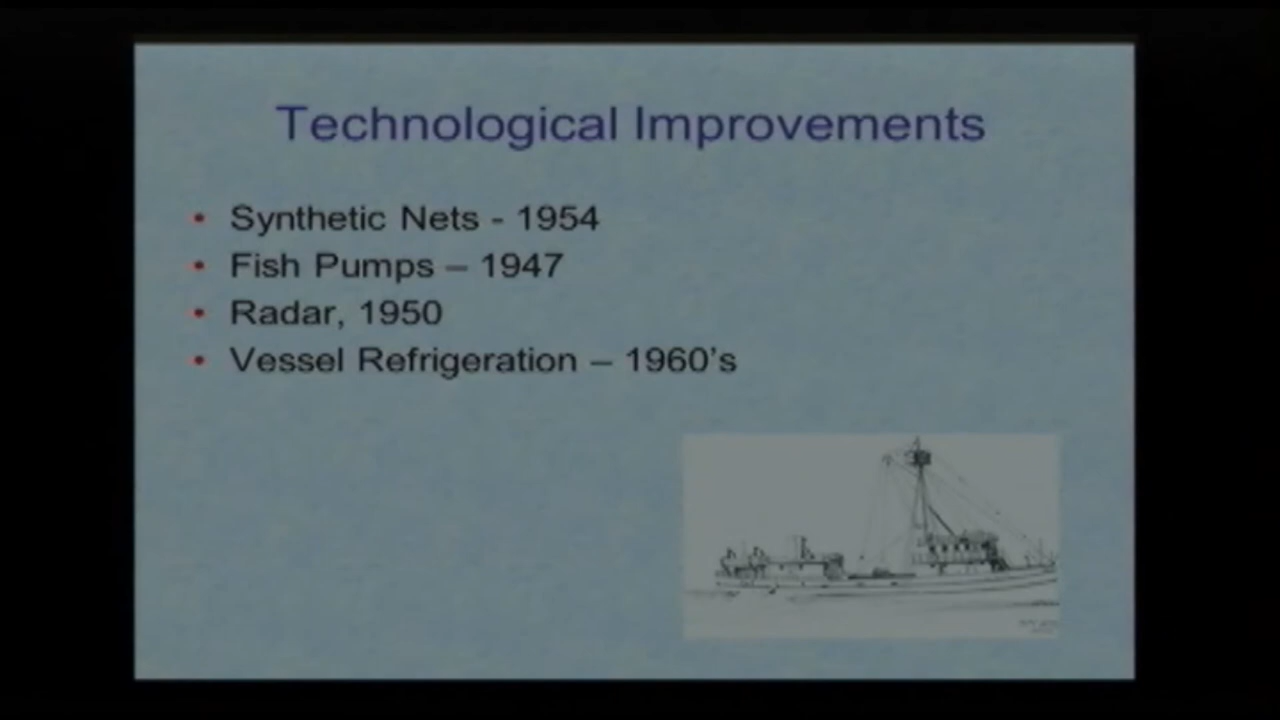 Technological Improvements
• Synthetic Nets - 1954
• Fish Pumps – 1947
• Radar, 1950
• Vessel Refrigeration – 1960's